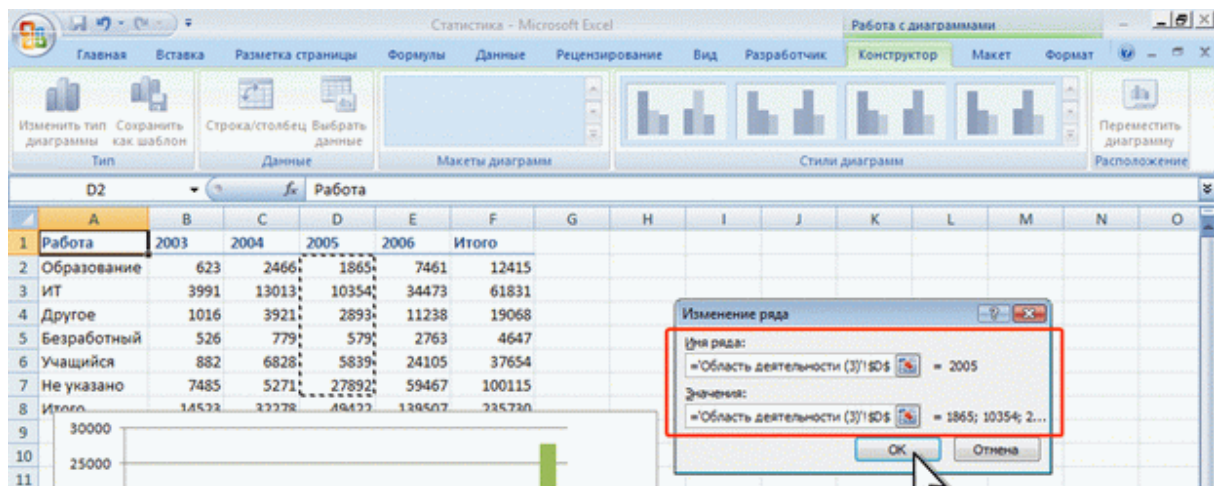 Статистика - Microsoft Excel
Работа с диаграммами
Главная Вставка Разметка страницы Формулы Данные Рецензирование Вид Разработчик Конструктор Макет Формат
Изменить тип диаграммы Сохранить как шаблон Строка/столбец Выбрать данные Переместить диаграмму
Тип Данные Макеты диаграмм Стили диаграмм Расположение
D2 fx Работа
A B C D E F G H I J K L M N O
1 Работа 2003 2004 2005 2006 Итого
2 Образование 623 2466 1865 7461 12415
3 ИТ 3991 13013 10354 34473 61831
4 Другое 1016 3921 2893 11238 19068
5 Безработный 526 779 579 2763 4647
6 Учащийся 882 6828 5839 24105 37654
7 Не указано 7485 5271 27892 59467 100115
8 Итого 14523 32278 49422 139507 235730
9 30000
10 25000
11
Изменение ряда
Имя ряда:
='Область деятельности (3)'!$D$ = 2005
Значения:
='Область деятельности (3)'!$D$ = 1865; 10354; 2...
OK Отмена